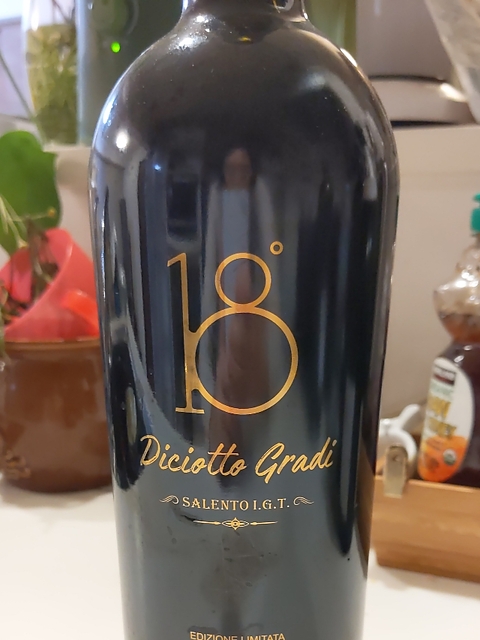 18°
Diciotto Gradi
SALENTO I.G.T.
EDIZIONE LIMITATA